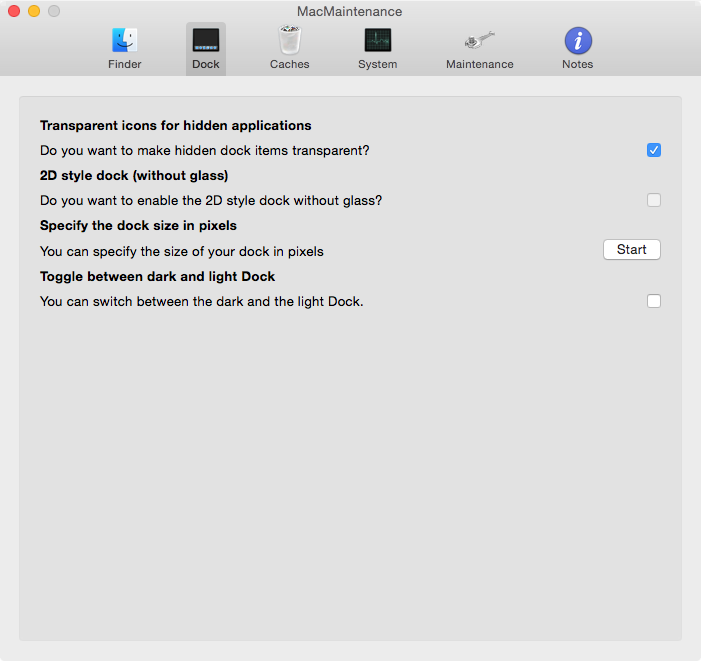 MacMaintenance
Finder Dock Caches System Maintenance Notes
Transparent icons for hidden applications
Do you want to make hidden dock items transparent?
2D style dock (without glass)
Do you want to enable the 2D style dock without glass?
Specify the dock size in pixels
You can specify the size of your dock in pixels Start
Toggle between dark and light Dock
You can switch between the dark and the light Dock.